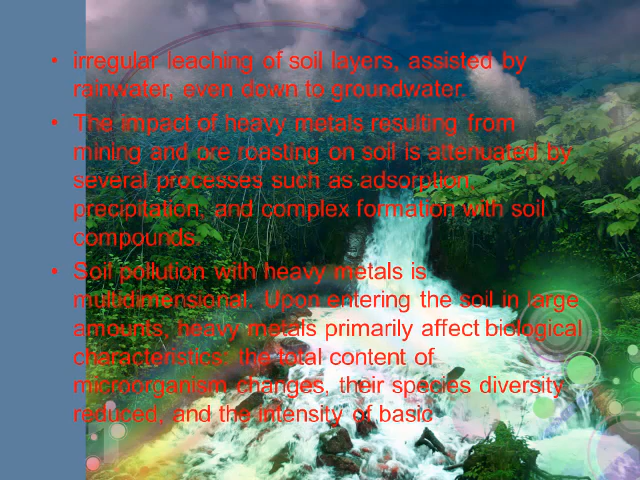 • irregular leaching of soil layers, assisted by
rainwater, even down to groundwater.
• The impact of heavy metals resulting from
mining and ore roasting on soil is attenuated by
several processes such as adsorption,
precipitation, and complex formation with soil
compounds.
• Soil pollution with heavy metals is
multidimensional. Upon entering the soil in large
amounts, heavy metals primarily affect biological
characteristics: the total content of
microorganism changes, their species diversity
reduced, and the intensity of basic